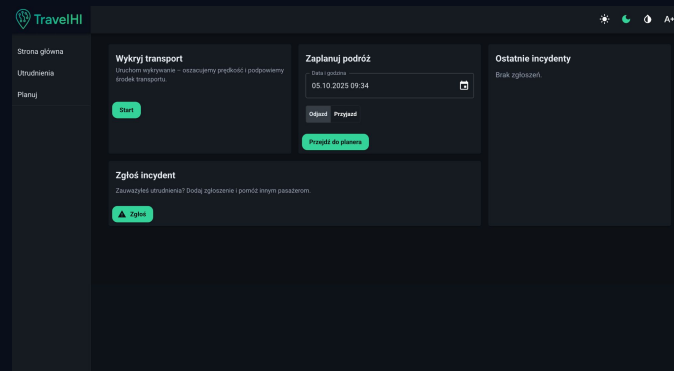 TravelHI
A+
Strona główna
Utrudnienia
Planuj
Wykryj transport
Uruchom wykrywanie – oszacujemy prędkość i podpowiemy
środek transportu.
Start
Zaplanuj podróż
Data i godzina
05.10.2025 09:34
Odjazd Przyjazd
Przejdź do planera
Ostatnie incydenty
Brak zgłoszeń.
Zgłoś incydent
Zauważyłeś utrudnienia? Dodaj zgłoszenie i pomóż innym pasażerom.
Zgłoś